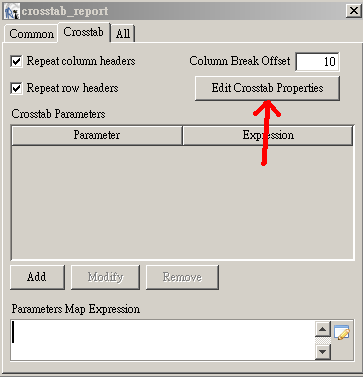 crosstab_report
Common Crosstab All
Repeat column headers Column Break Offset 10
Repeat row headers Edit Crosstab Properties
Crosstab Parameters
Parameter Expression
Add Modify Remove
Parameters Map Expression